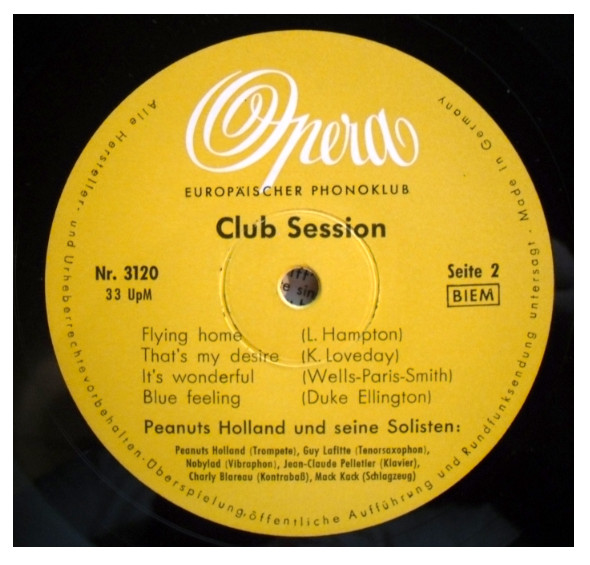 Opera
EUROPÄISCHER PHONOKLUB
Club Session
Nr. 3120
33 UpM
Seite 2
BIEM
Flying home (L. Hampton)
That's my desire (K. Loveday)
It's wonderful (Wells-Paris-Smith)
Blue feeling (Duke Ellington)
Peanuts Holland und seine Solisten:
Peanuts Holland (Trompete), Guy Lafitte (Tenorsaxophon),
Nobylad (Vibraphon), Jean-Claude Pelletier (Klavier),
Charly Blareau (Kontrabaß), Mack Kack (Schlagzeug)
Alle Hersteller- und Urheberrechte vorbehalten · Überspielung, öffentliche Aufführung und Rundfunksendung untersagt · Made in Germany